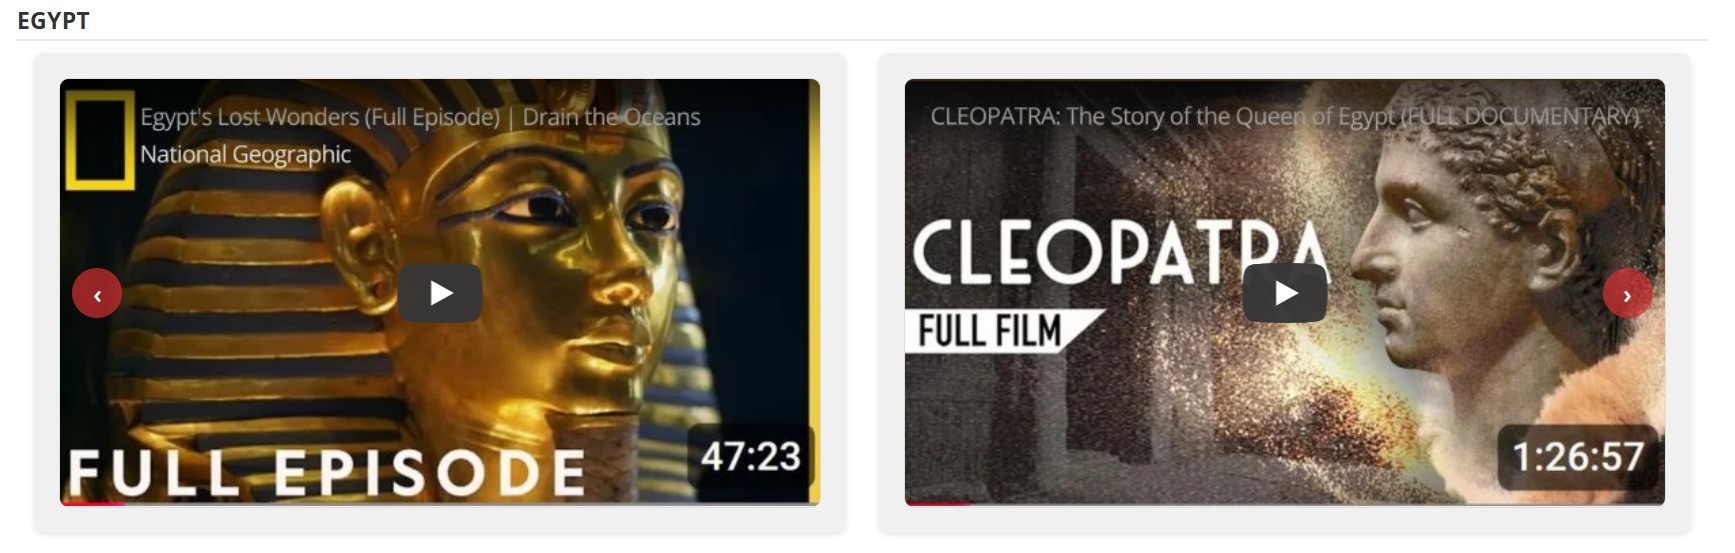 EGYPT
Egypt's Lost Wonders (Full Episode) | Drain the Oceans
National Geographic
FULL EPISODE
47:23
CLEOPATRA: The Story of the Queen of Egypt (FULL DOCUMENTARY)
CLEOPATRA
FULL FILM
1:26:57